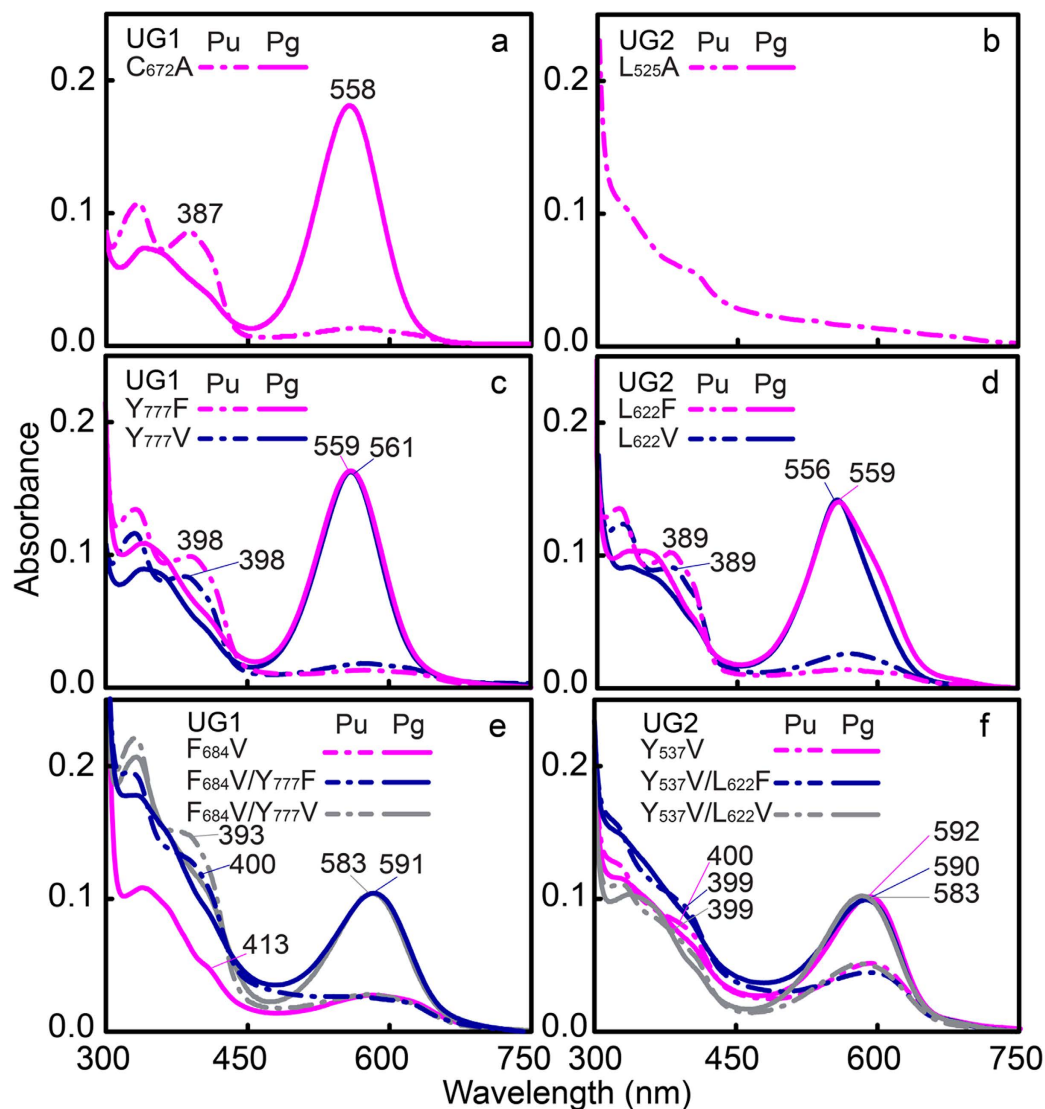 UG1 Pu Pg a
C672A
0.2
558
0.1
387
0.0
UG2 Pu Pg b
L525A
0.2
0.1
0.0
UG1 Pu Pg c
Y777F
Y777V
0.2
559 561
398
398
0.1
0.0
UG2 Pu Pg d
L622F
L622V
0.2
556 559
389
389
0.1
0.0
UG1 Pu Pg e
F684V
F684V/Y777F
F684V/Y777V
0.2
393
400
583 591
413
0.1
0.0
300 450 600 750
UG2 Pu Pg f
Y537V
Y537V/L622F
Y537V/L622V
0.2
400
399
399
592
590
583
0.1
0.0
300 450 600 750
Absorbance
Wavelength (nm)